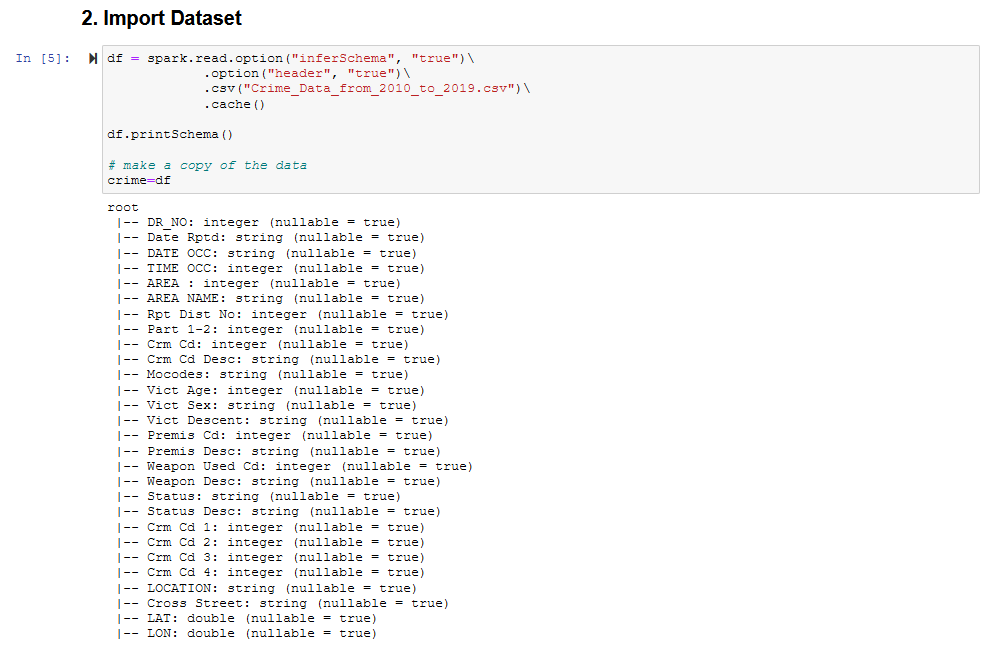 2. Import Dataset
In [5]:
df = spark.read.option("inferSchema", "true")\
.option("header", "true")\
.csv("Crime_Data_from_2010_to_2019.csv")\
.cache()
df.printSchema()
# make a copy of the data
crime=df
root
|-- DR_NO: integer (nullable = true)
|-- Date Rptd: string (nullable = true)
|-- DATE OCC: string (nullable = true)
|-- TIME OCC: integer (nullable = true)
|-- AREA : integer (nullable = true)
|-- AREA NAME: string (nullable = true)
|-- Rpt Dist No: integer (nullable = true)
|-- Part 1-2: integer (nullable = true)
|-- Crm Cd: integer (nullable = true)
|-- Crm Cd Desc: string (nullable = true)
|-- Mocodes: string (nullable = true)
|-- Vict Age: integer (nullable = true)
|-- Vict Sex: string (nullable = true)
|-- Vict Descent: string (nullable = true)
|-- Premis Cd: integer (nullable = true)
|-- Premis Desc: string (nullable = true)
|-- Weapon Used Cd: integer (nullable = true)
|-- Weapon Desc: string (nullable = true)
|-- Status: string (nullable = true)
|-- Status Desc: string (nullable = true)
|-- Crm Cd 1: integer (nullable = true)
|-- Crm Cd 2: integer (nullable = true)
|-- Crm Cd 3: integer (nullable = true)
|-- Crm Cd 4: integer (nullable = true)
|-- LOCATION: string (nullable = true)
|-- Cross Street: string (nullable = true)
|-- LAT: double (nullable = true)
|-- LON: double (nullable = true)